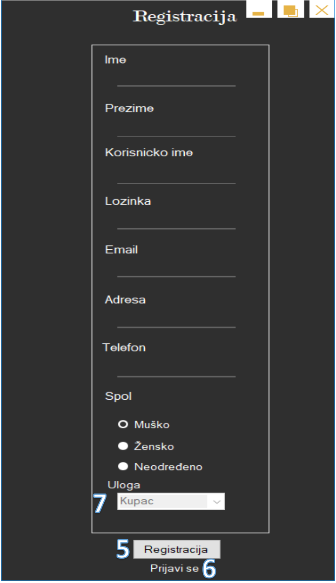 Registracija
Ime
Prezime
Korisnicko ime
Lozinka
Email
Adresa
Telefon
Spol
Muško
Žensko
Neodređeno
Uloga
7 Kupac
5 Registracija
Prijavi se 6